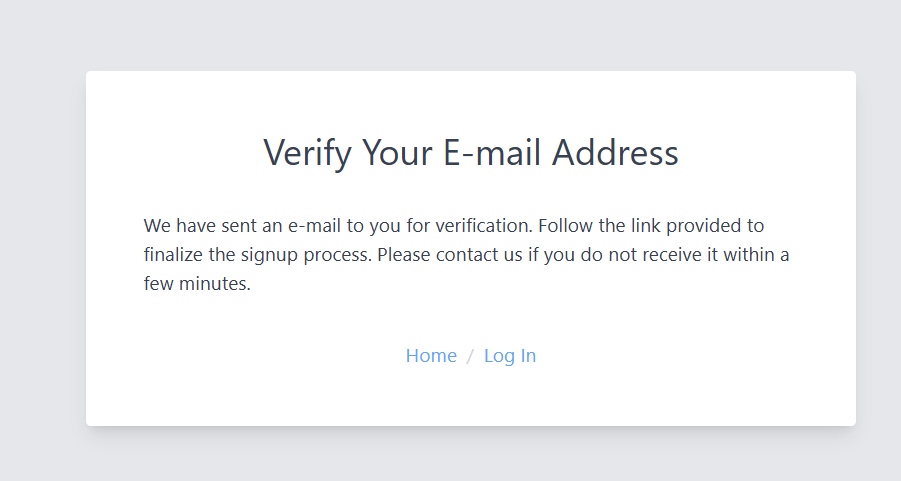 Verify Your E-mail Address
We have sent an e-mail to you for verification. Follow the link provided to
finalize the signup process. Please contact us if you do not receive it within a
few minutes.
Home / Log In